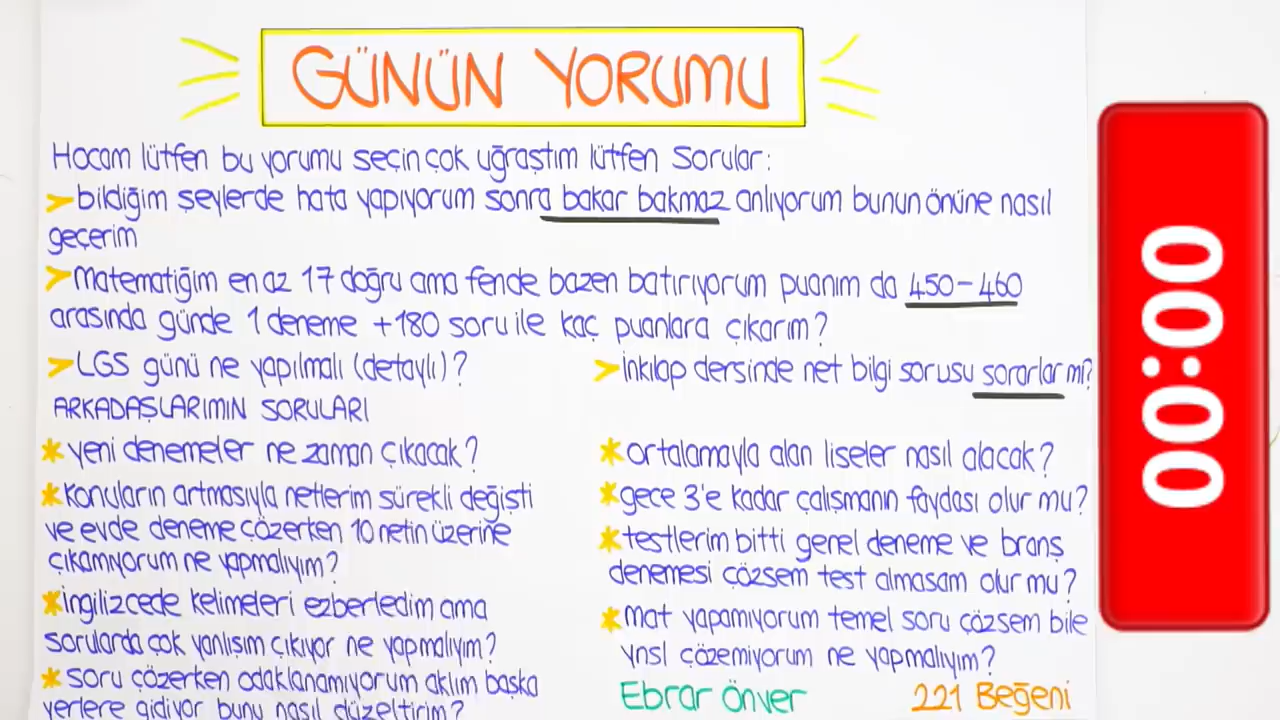 GÜNÜN YORUMU
Hocam lütfen bu yorumu seçin çok uğraştım lütfen Sorular:
➤bildiğim şeylerde hata yapıyorum sonra bakar bakmaz anlıyorum bunun önüne nasıl
geçerim
➤Matematiğim en az 17 doğru ama fende bazen batırıyorum puanım da 450-460
arasında günde 1 deneme +180 soru ile kaç puanlara çıkarım?
➤LGS günü ne yapılmalı (detaylı)?
➤İnkılap dersinde net bilgi sorusu sorarlar mı?
ARKADAŞLARIMIN SORULARI
*yeni denemeler ne zaman çıkacak?
*Konuların artmasıyla netlerim sürekli değişti
ve evde deneme çözerken 10 netin üzerine
çıkamıyorum ne yapmalıyım?
*İngilizcede kelimeleri ezberledim ama
sorularda çok yanlışım çıkıyor ne yapmalıyım?
*soru çözerken odaklanamıyorum aklım başka
yerlere gidiyor bunu nasıl düzeltirim?
*ortalamayla alan liseler nasıl alacak?
*gece 3'e kadar çalışmanın faydası olur mu?
*testlerim bitti genel deneme ve branş
denemesi çözsem test almasam olur mu?
*mat yapamıyorum temel soru çözsem bile
ynsl çözemiyorum ne yapmalıyım?
Ebrar Önver
221 Beğeni
00:00